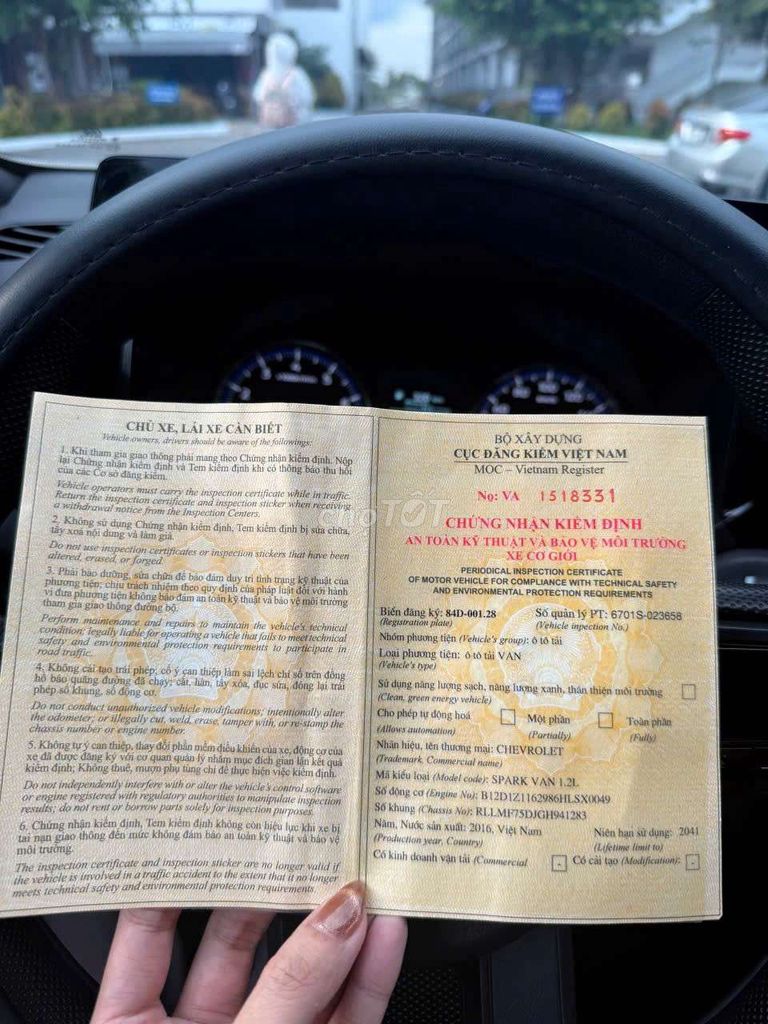 CHỦ XE, LÁI XE CẦN BIẾT
Vehicle owners, drivers should be aware of the followings:
1. Khi tham gia giao thông phải mang theo Chứng nhận kiểm định. Nộp
lại Chứng nhận kiểm định và Tem kiểm định khi có thông báo thu hồi
của các Cơ sở đăng kiểm.
Vehicle operators must carry the inspection certificate while in traffic.
Return the inspection certificate and sticker when receiving
a withdrawal notice from the Inspection Centers.
2. Không sử dụng Chứng nhận kiểm định, Tem kiểm định bị sửa chữa,
tẩy xoá nội dung và làm giả.
Do not use inspection certificates or inspection stickers that have been
altered, erased, or forged.
3. Phải bảo dưỡng, sửa chữa để bảo đảm duy trì tình trạng kỹ thuật của
phương tiện; chịu trách nhiệm theo quy định của pháp luật đối với hành
vi đưa phương tiện không bảo đảm an toàn kỹ thuật và bảo vệ môi trường
tham gia giao thông đường bộ.
Perform maintenance and repairs to maintain the vehicle's technical
condition; legally liable for operating a vehicle that fails to meet technical
safety and environmental protection requirements to participate in
road traffic.
4. Không cải tạo trái phép; cố ý can thiệp làm sai lệch chỉ số trên đồng
hồ báo quãng đường đã chạy; cắt, hàn, tẩy xóa, đục sửa, đóng lại trái
phép số khung, số động cơ.
Do not conduct unauthorized vehicle modifications; intentionally alter
the odometer; or illegally cut, weld, erase, tamper with, or re-stamp the
chassis number or engine number.
5. Không tự ý can thiệp, thay đổi phần mềm điều khiển của xe, động cơ của
xe đã được đăng ký với cơ quan quản lý nhằm mục đích gian lận kết quả
kiểm định; Không thuê, mượn phụ tùng chỉ để thực hiện việc kiểm định.
Do not independently interfere with or alter the vehicle's control software
or engine registered with regulatory authorities to manipulate inspection
results; do not rent or borrow parts solely for inspection purposes.
6. Chứng nhận kiểm định, Tem kiểm định không còn hiệu lực khi xe bị
tai nạn giao thông đến mức không đảm bảo an toàn kỹ thuật và bảo vệ
môi trường.
The inspection certificate and inspection sticker are no longer valid if
the vehicle is involved in a traffic accident to the extent that it no longer
meets technical safety and environmental protection requirements.
BỘ XÂY DỰNG
CỤC ĐĂNG KIỂM VIỆT NAM
MOC – Vietnam Register
No: VA 1518331
CHỨNG NHẬN KIỂM ĐỊNH
AN TOÀN KỸ THUẬT VÀ BẢO VỆ MÔI TRƯỜNG
XE CƠ GIỚI
PERIODICAL INSPECTION CERTIFICATE
OF MOTOR VEHICLE FOR COMPLIANCE WITH TECHNICAL SAFETY
AND ENVIRONMENTAL PROTECTION REQUIREMENTS
Biển đăng ký: 84D-001.28 Số quản lý PT: 6701S-023658
(Registration plate) (Vehicle inspection No.)
Nhóm phương tiện (Vehicle's group): ô tô tải
Loại phương tiện: ô tô tải VAN
(Vehicle's type)
Sử dụng năng lượng sạch, năng lượng xanh, thân thiện môi trường
(Clean, green energy vehicle)
Cho phép tự động hoá Một phần Toàn phần
(Allows automation) (Partially) (Fully)
Nhãn hiệu, tên thương mại: CHEVROLET
(Trademark, Commercial name)
Mã kiểu loại (Model code): SPARK VAN 1.2L
Số động cơ (Engine No): B12D1Z1162986HLSX0049
Số khung (Chassis No): RLLMF75DJGH941283
Năm, Nước sản xuất: 2016, Việt Nam Niên hạn sử dụng: 2041
(Production year, Country) (Lifetime limit to)
Có kinh doanh vận tải (Commercial - Có cải tạo (Modification): -
TỐT